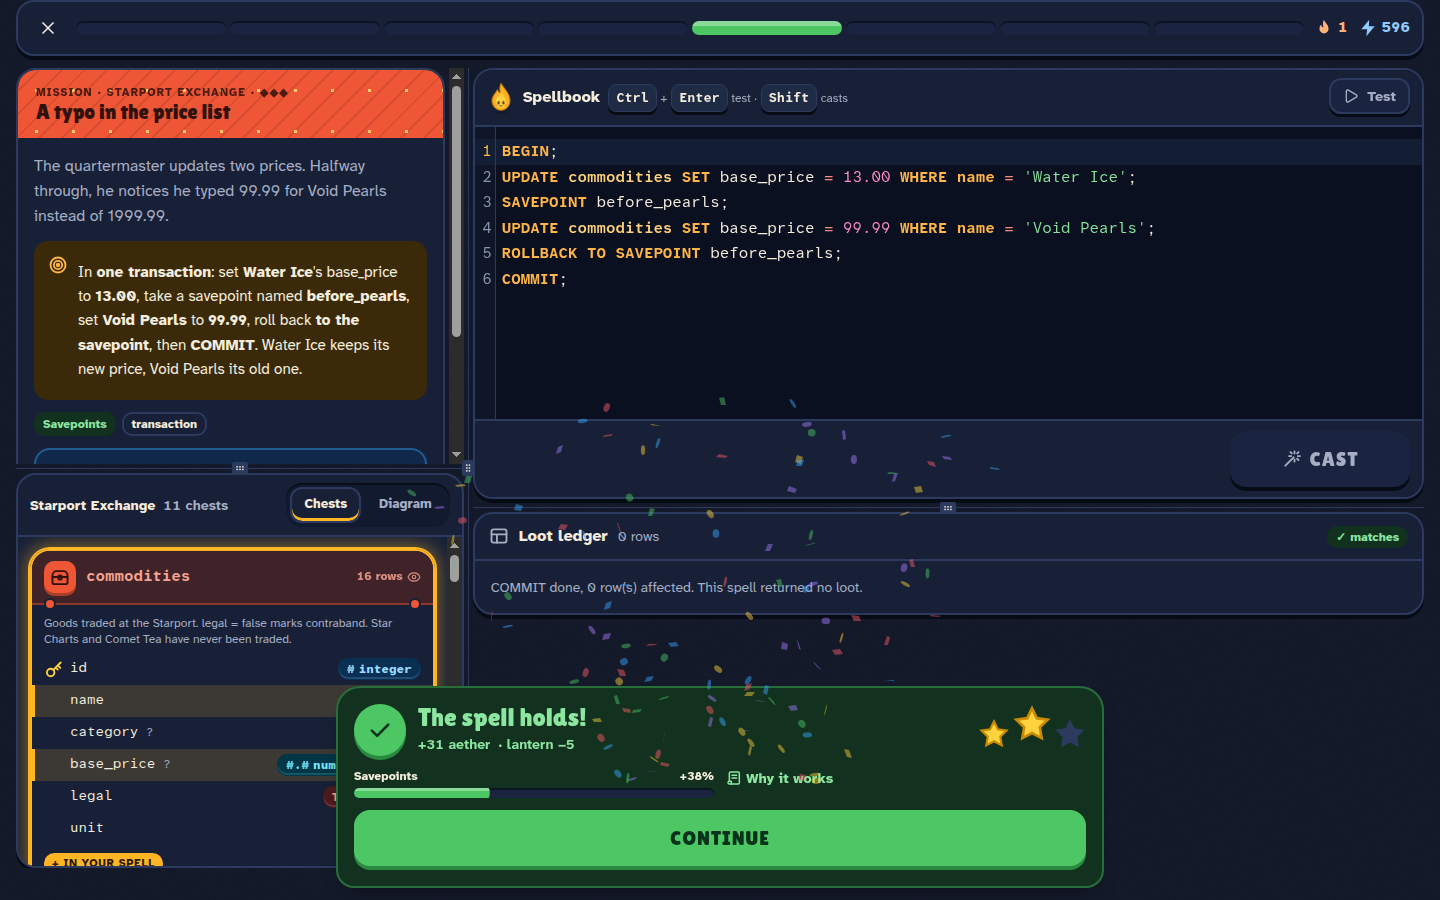 1
596
MISSION · STARPORT EXCHANGE · ◆◆◆
A typo in the price list
The quartermaster updates two prices. Halfway
through, he notices he typed 99.99 for Void Pearls
instead of 1999.99.
In one transaction: set Water Ice's base_price
to 13.00, take a savepoint named before_pearls,
set Void Pearls to 99.99, roll back to the
savepoint, then COMMIT. Water Ice keeps its
new price, Void Pearls its old one.
Savepoints
transaction
Starport Exchange 11 chests
Chests
Diagram
commodities
16 rows
Goods traded at the Starport. legal = false marks contraband. Star
Charts and Comet Tea have never been traded.
id
# integer
name
category ?
base_price ?
#.# num
legal
unit
+ IN YOUR SPELL
Spellbook Ctrl + Enter test · Shift casts
Test
1 BEGIN;
2 UPDATE commodities SET base_price = 13.00 WHERE name = 'Water Ice';
3 SAVEPOINT before_pearls;
4 UPDATE commodities SET base_price = 99.99 WHERE name = 'Void Pearls';
5 ROLLBACK TO SAVEPOINT before_pearls;
6 COMMIT;
CAST
Loot ledger 0 rows
✓ matches
COMMIT done, 0 row(s) affected. This spell returned no loot.
The spell holds!
+31 aether · lantern −5
Savepoints
+38%
Why it works
CONTINUE